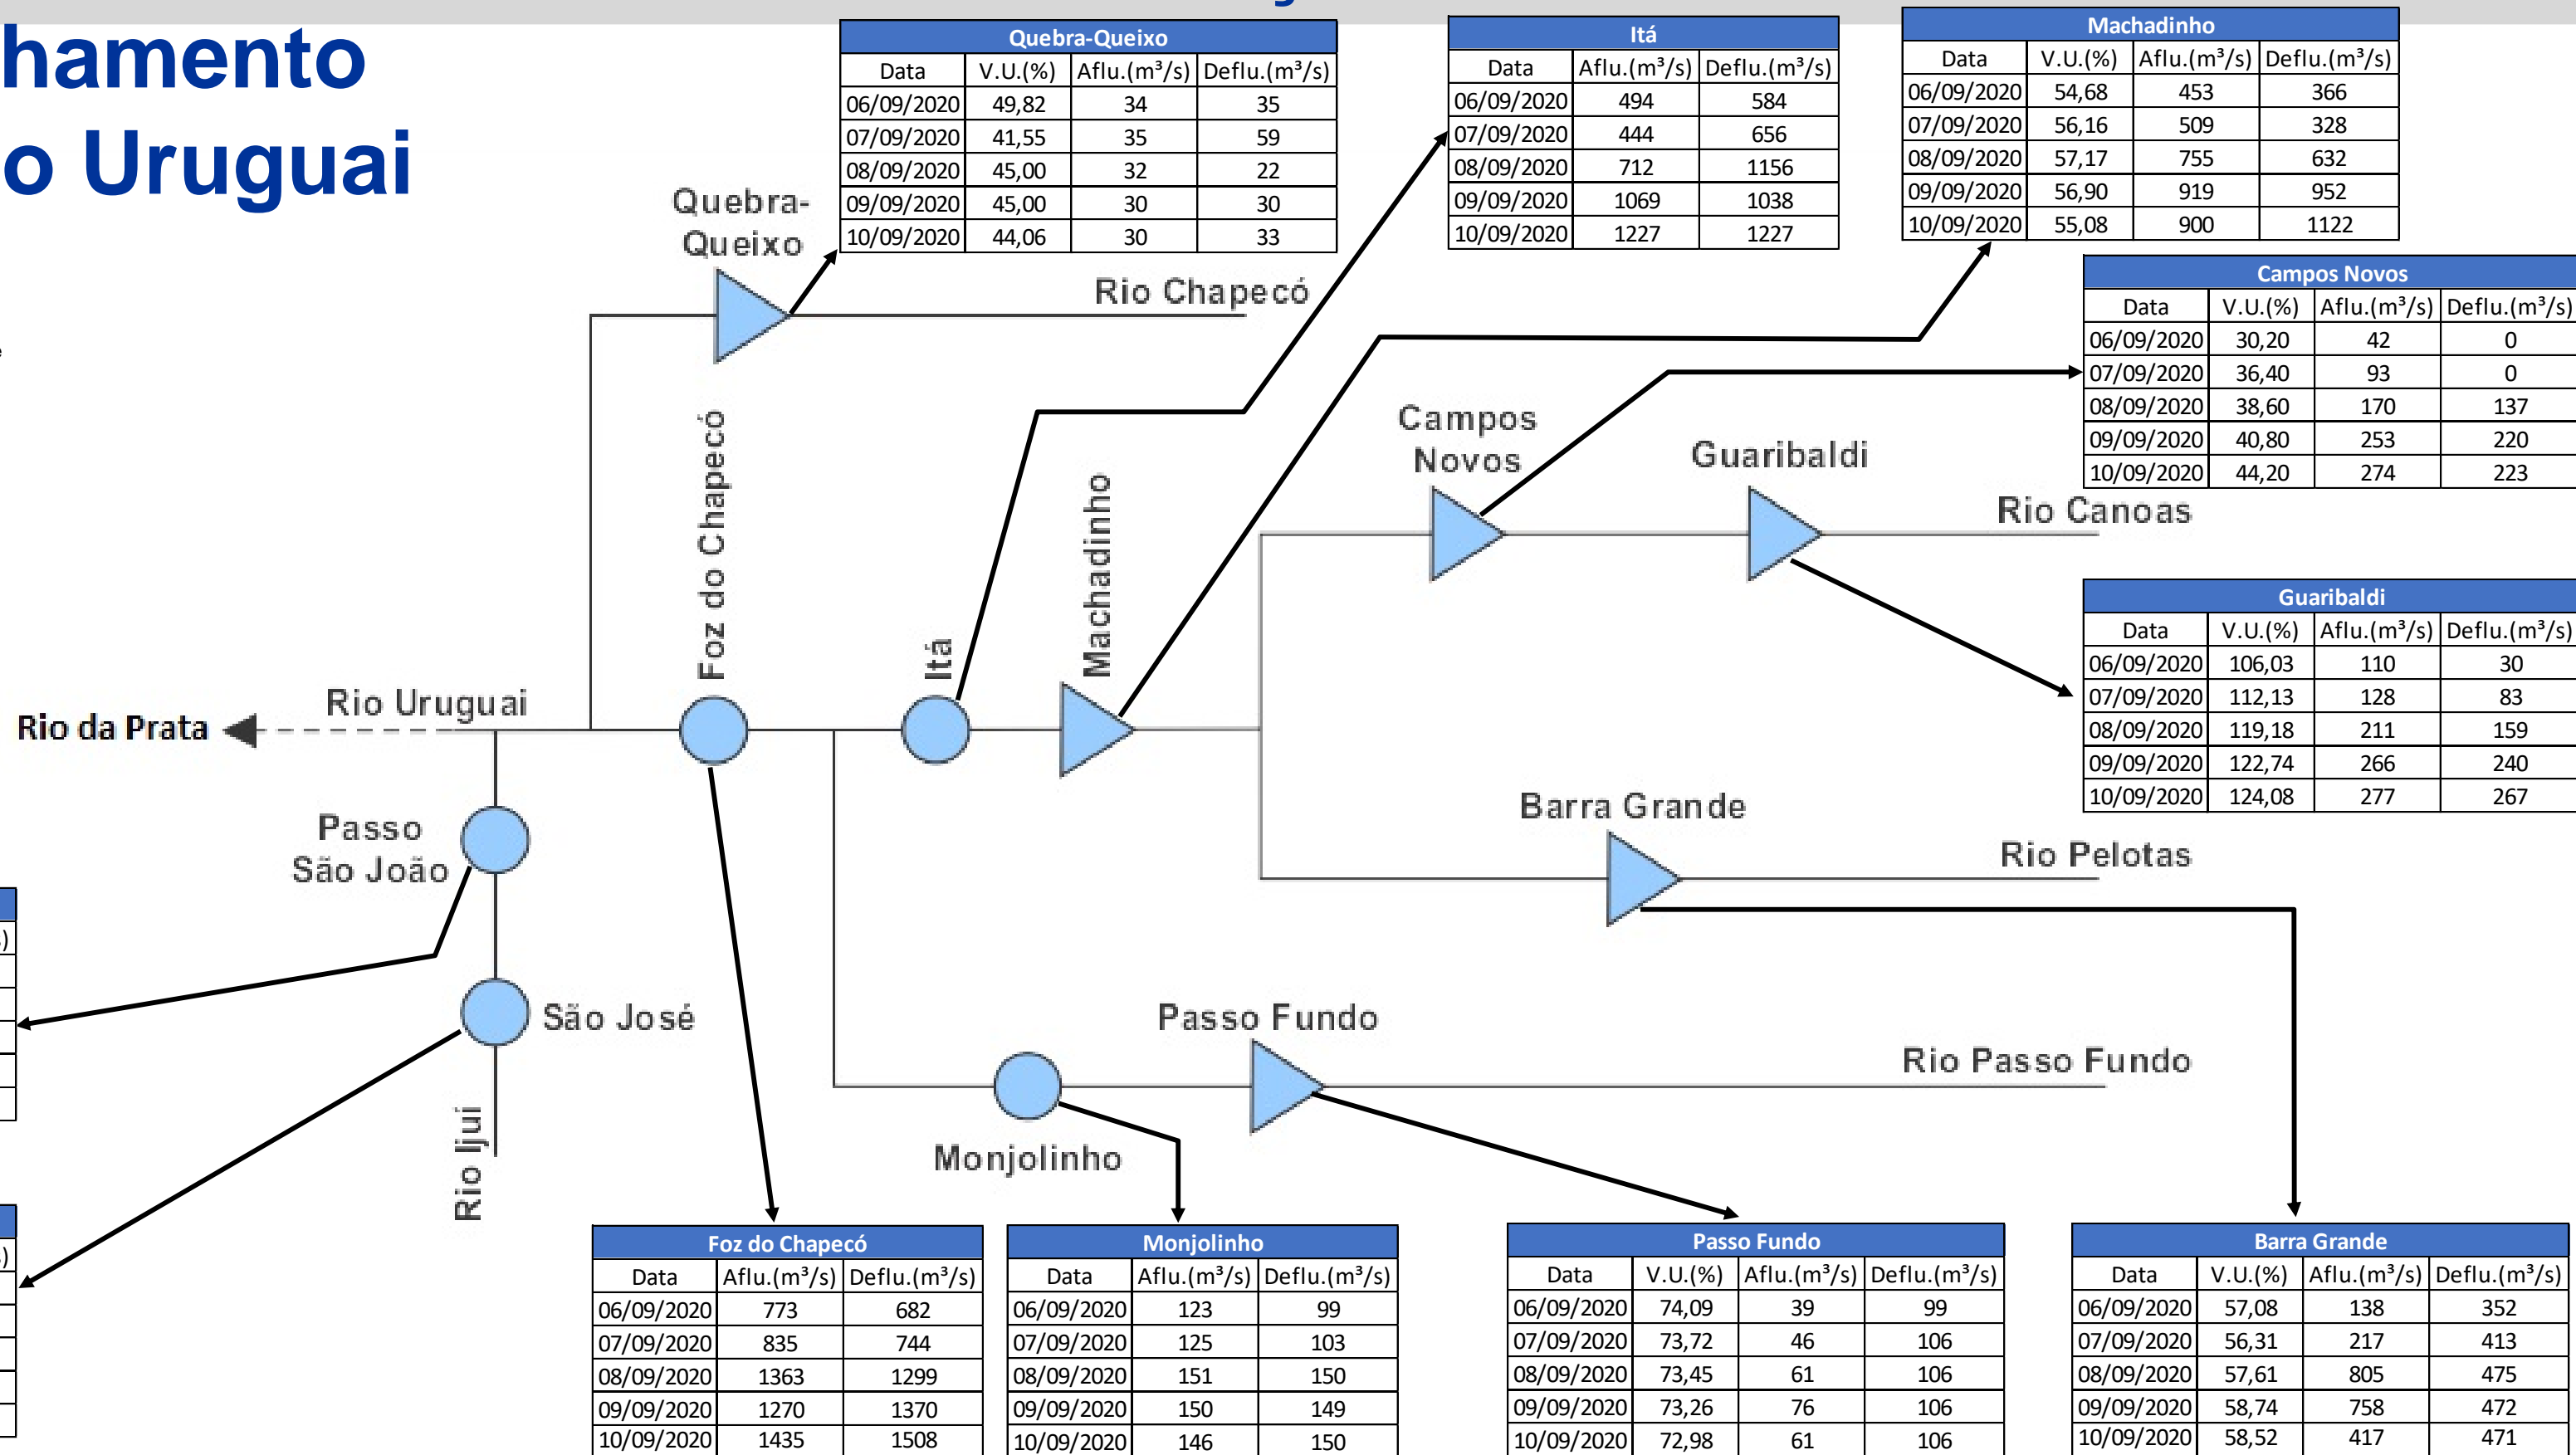 hamento
o Uruguai
Quebra-Queixo
Data V.U.(%) Aflu.(m³/s) Deflu.(m³/s)
06/09/2020 49,82 34 35
07/09/2020 41,55 35 59
08/09/2020 45,00 32 22
09/09/2020 45,00 30 30
10/09/2020 44,06 30 33
Itá
Data Aflu.(m³/s) Deflu.(m³/s)
06/09/2020 494 584
07/09/2020 444 656
08/09/2020 712 1156
09/09/2020 1069 1038
10/09/2020 1227 1227
Machadinho
Data V.U.(%) Aflu.(m³/s) Deflu.(m³/s)
06/09/2020 54,68 453 366
07/09/2020 56,16 509 328
08/09/2020 57,17 755 632
09/09/2020 56,90 919 952
10/09/2020 55,08 900 1122
Campos Novos
Data V.U.(%) Aflu.(m³/s) Deflu.(m³/s)
06/09/2020 30,20 42 0
07/09/2020 36,40 93 0
08/09/2020 38,60 170 137
09/09/2020 40,80 253 220
10/09/2020 44,20 274 223
Quebra-
Queixo
Rio Chapecó
Foz do Chapecó
Itá
Machadinho
Campos
Novos
Guaribaldi
Rio Canoas
Guaribaldi
Data V.U.(%) Aflu.(m³/s) Deflu.(m³/s)
06/09/2020 106,03 110 30
07/09/2020 112,13 128 83
08/09/2020 119,18 211 159
09/09/2020 122,74 266 240
10/09/2020 124,08 277 267
Rio da Prata
Rio Uruguai
Passo
São João
Barra Grande
Rio Pelotas
São José
Rio Ijui
Passo Fundo
Rio Passo Fundo
Monjolinho
Foz do Chapecó
Data Aflu.(m³/s) Deflu.(m³/s)
06/09/2020 773 682
07/09/2020 835 744
08/09/2020 1363 1299
09/09/2020 1270 1370
10/09/2020 1435 1508
Monjolinho
Data Aflu.(m³/s) Deflu.(m³/s)
06/09/2020 123 99
07/09/2020 125 103
08/09/2020 151 150
09/09/2020 150 149
10/09/2020 146 150
Passo Fundo
Data V.U.(%) Aflu.(m³/s) Deflu.(m³/s)
06/09/2020 74,09 39 99
07/09/2020 73,72 46 106
08/09/2020 73,45 61 106
09/09/2020 73,26 76 106
10/09/2020 72,98 61 106
Barra Grande
Data V.U.(%) Aflu.(m³/s) Deflu.(m³/s)
06/09/2020 57,08 138 352
07/09/2020 56,31 217 413
08/09/2020 57,61 805 475
09/09/2020 58,74 758 472
10/09/2020 58,52 417 471